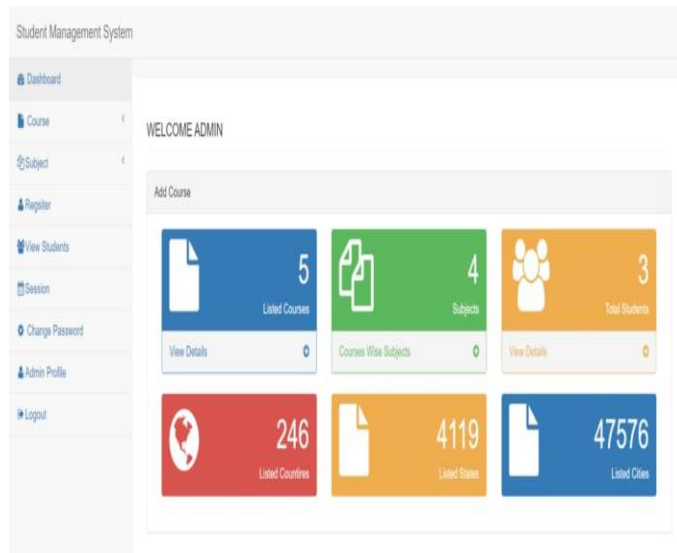 Student Management System
Dashboard
Course
Subject
Regsiter
View Students
Session
Change Password
Admin Profile
Logout
WELCOME ADMIN
Add Course
5
Listed Courses
View Details
4
Subjects
Courses Wise Subjects
3
Total Students
View Details
246
Listed Countires
4119
Listed States
47576
Listed Cities